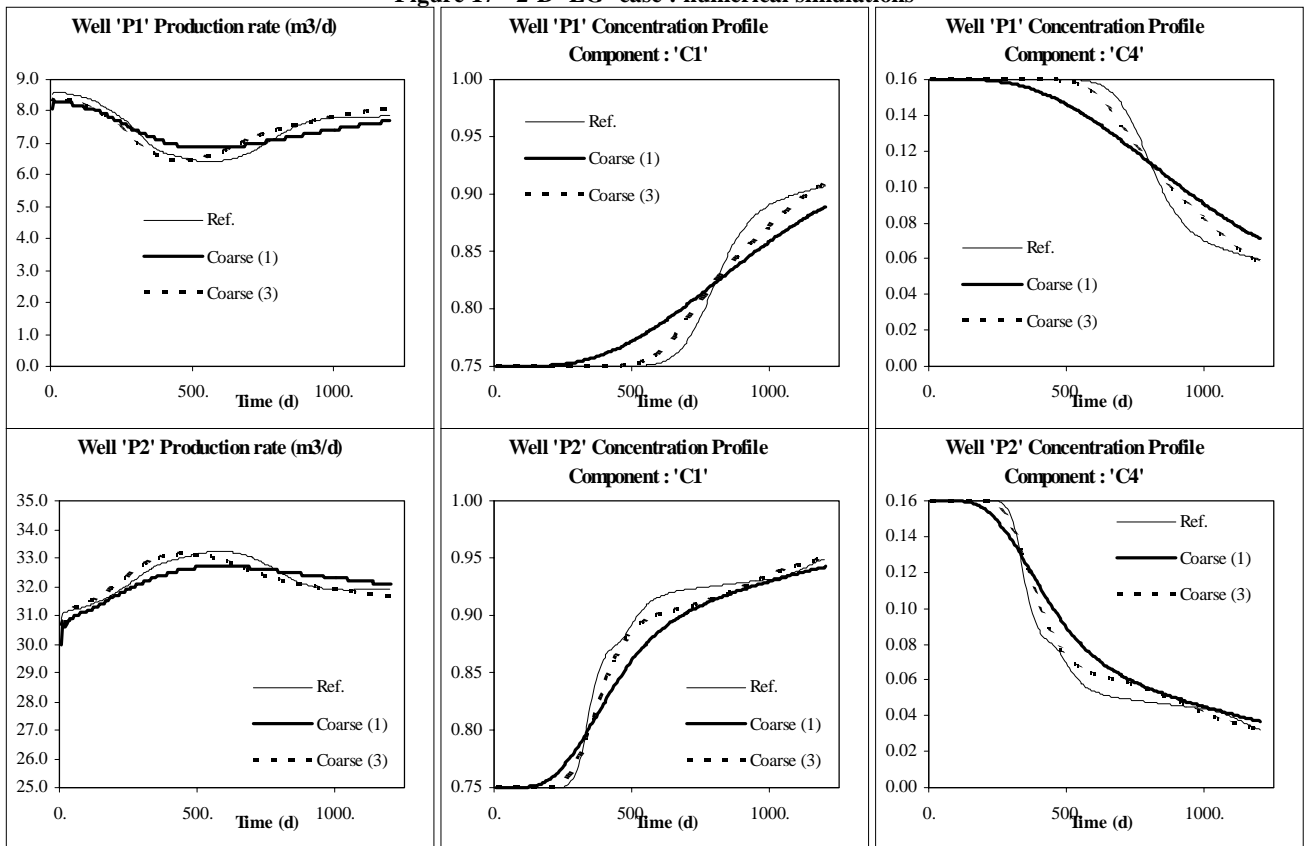 Figure 17 - 2-D "LG" case : numerical simulations
Well 'P1' Production rate (m3/d)
9.0
8.0
7.0
6.0
5.0
4.0
3.0
2.0
1.0
0.0
Ref.
Coarse (1)
Coarse (3)
0.
500.
1000.
Time (d)
Well 'P1' Concentration Profile
Component : 'C1'
1.00
0.95
0.90
0.85
0.80
0.75
Ref.
Coarse (1)
Coarse (3)
0.
500.
1000.
Time (d)
Well 'P1' Concentration Profile
Component : 'C4'
0.16
0.14
0.12
0.10
0.08
0.06
0.04
0.02
0.00
Ref.
Coarse (1)
Coarse (3)
0.
500.
1000.
Time (d)
Well 'P2' Production rate (m3/d)
35.0
34.0
33.0
32.0
31.0
30.0
29.0
28.0
27.0
26.0
25.0
Ref.
Coarse (1)
Coarse (3)
0.
500.
1000.
Time (d)
Well 'P2' Concentration Profile
Component : 'C1'
1.00
0.95
0.90
0.85
0.80
0.75
Ref.
Coarse (1)
Coarse (3)
0.
500.
1000.
Time (d)
Well 'P2' Concentration Profile
Component : 'C4'
0.16
0.14
0.12
0.10
0.08
0.06
0.04
0.02
0.00
Ref.
Coarse (1)
Coarse (3)
0.
500.
1000.
Time (d)